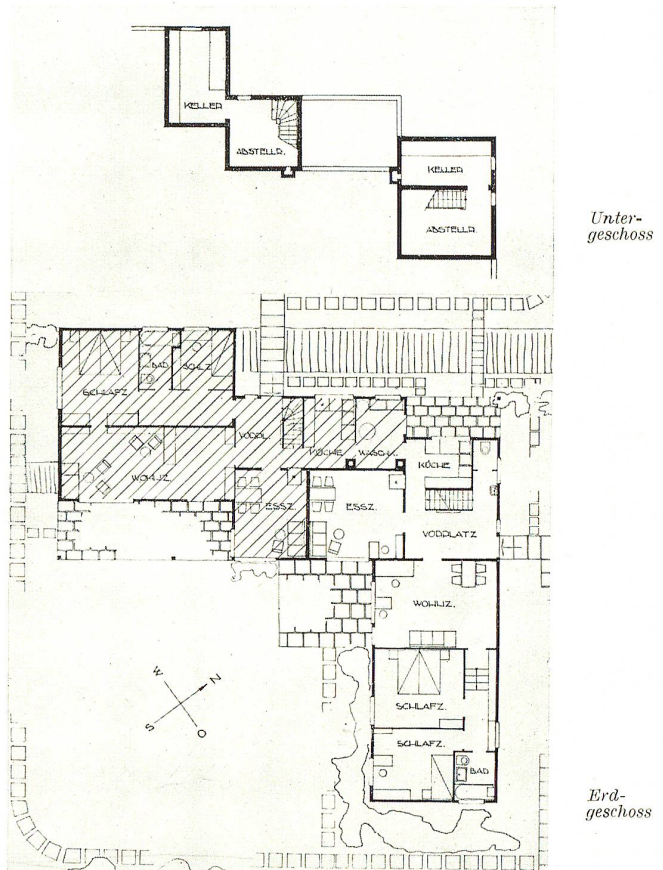 KELLER
ABSTELLR.
KELLER
ABSTELLR.
Unter-
geschoss
SCHLAFZ.
BAD
SCHLZ.
WOHNZ.
VORPL.
KÜCHE
WASCHK.
ESSZ.
ESSZ.
KÜCHE
VORPLATZ
WOHNZ.
W
N
S
O
SCHLAFZ.
SCHLAFZ.
BAD
Erd-
geschoss